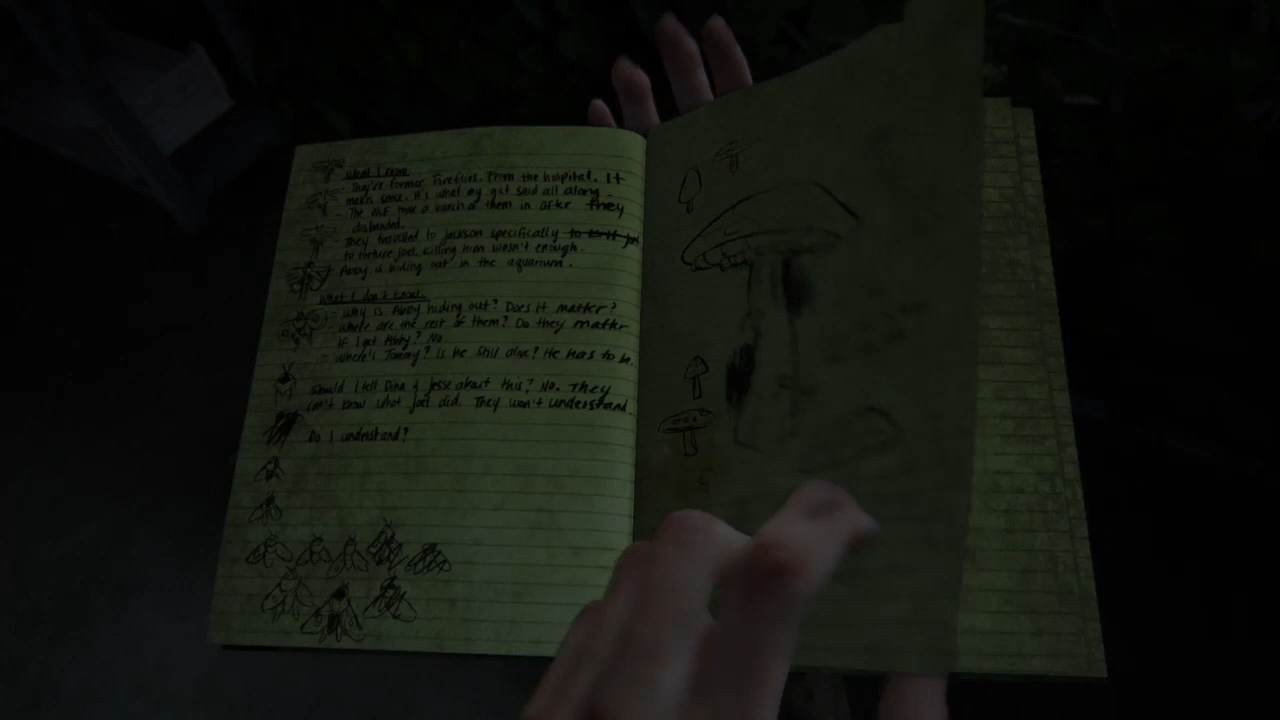 What I know
- They're former Fireflies. From the hospital. It
makes sense. It's what my gut said all along.
- The WLF took a bunch of them in after they
disbanded.
- They travelled to Jackson specifically to
to torture Joel. Killing him wasn't enough.
- Abby is hiding out in the aquarium.
What I don't know.
- Why is Abby hiding out? Does it matter?
- Where are the rest of them? Do they matter
if I get Abby? No
- Where's Tommy? Is he still alive? He has to be.
Should I tell Dina & Jesse about this? No. They
can't know what Joel did. They won't understand.
Do I understand?